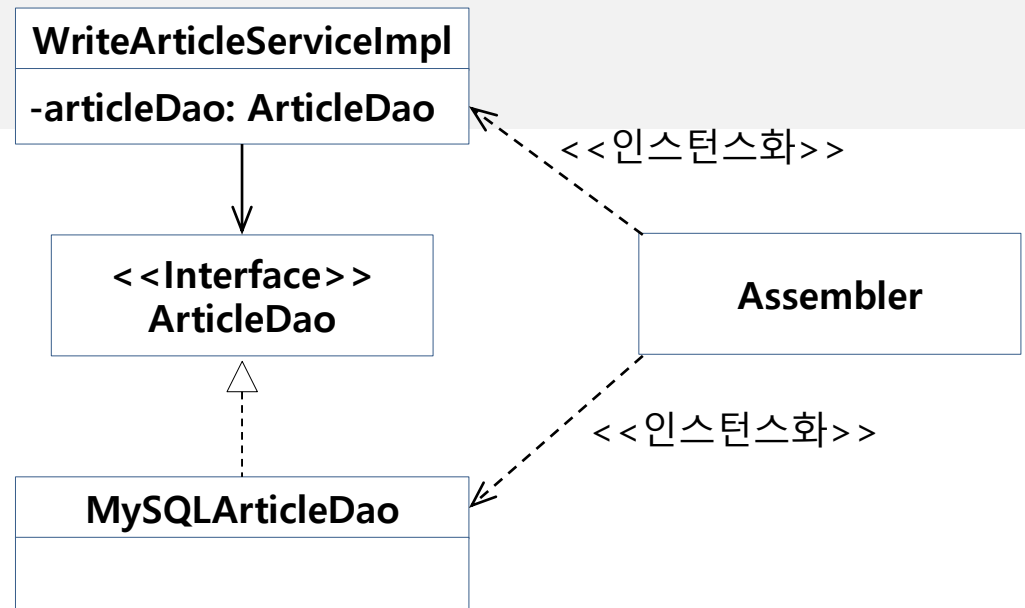 WriteArticleServiceImpl
-articleDao: ArticleDao
<<인스턴스화>>
<<Interface>>
ArticleDao
Assembler
<<인스턴스화>>
MySQLArticleDao